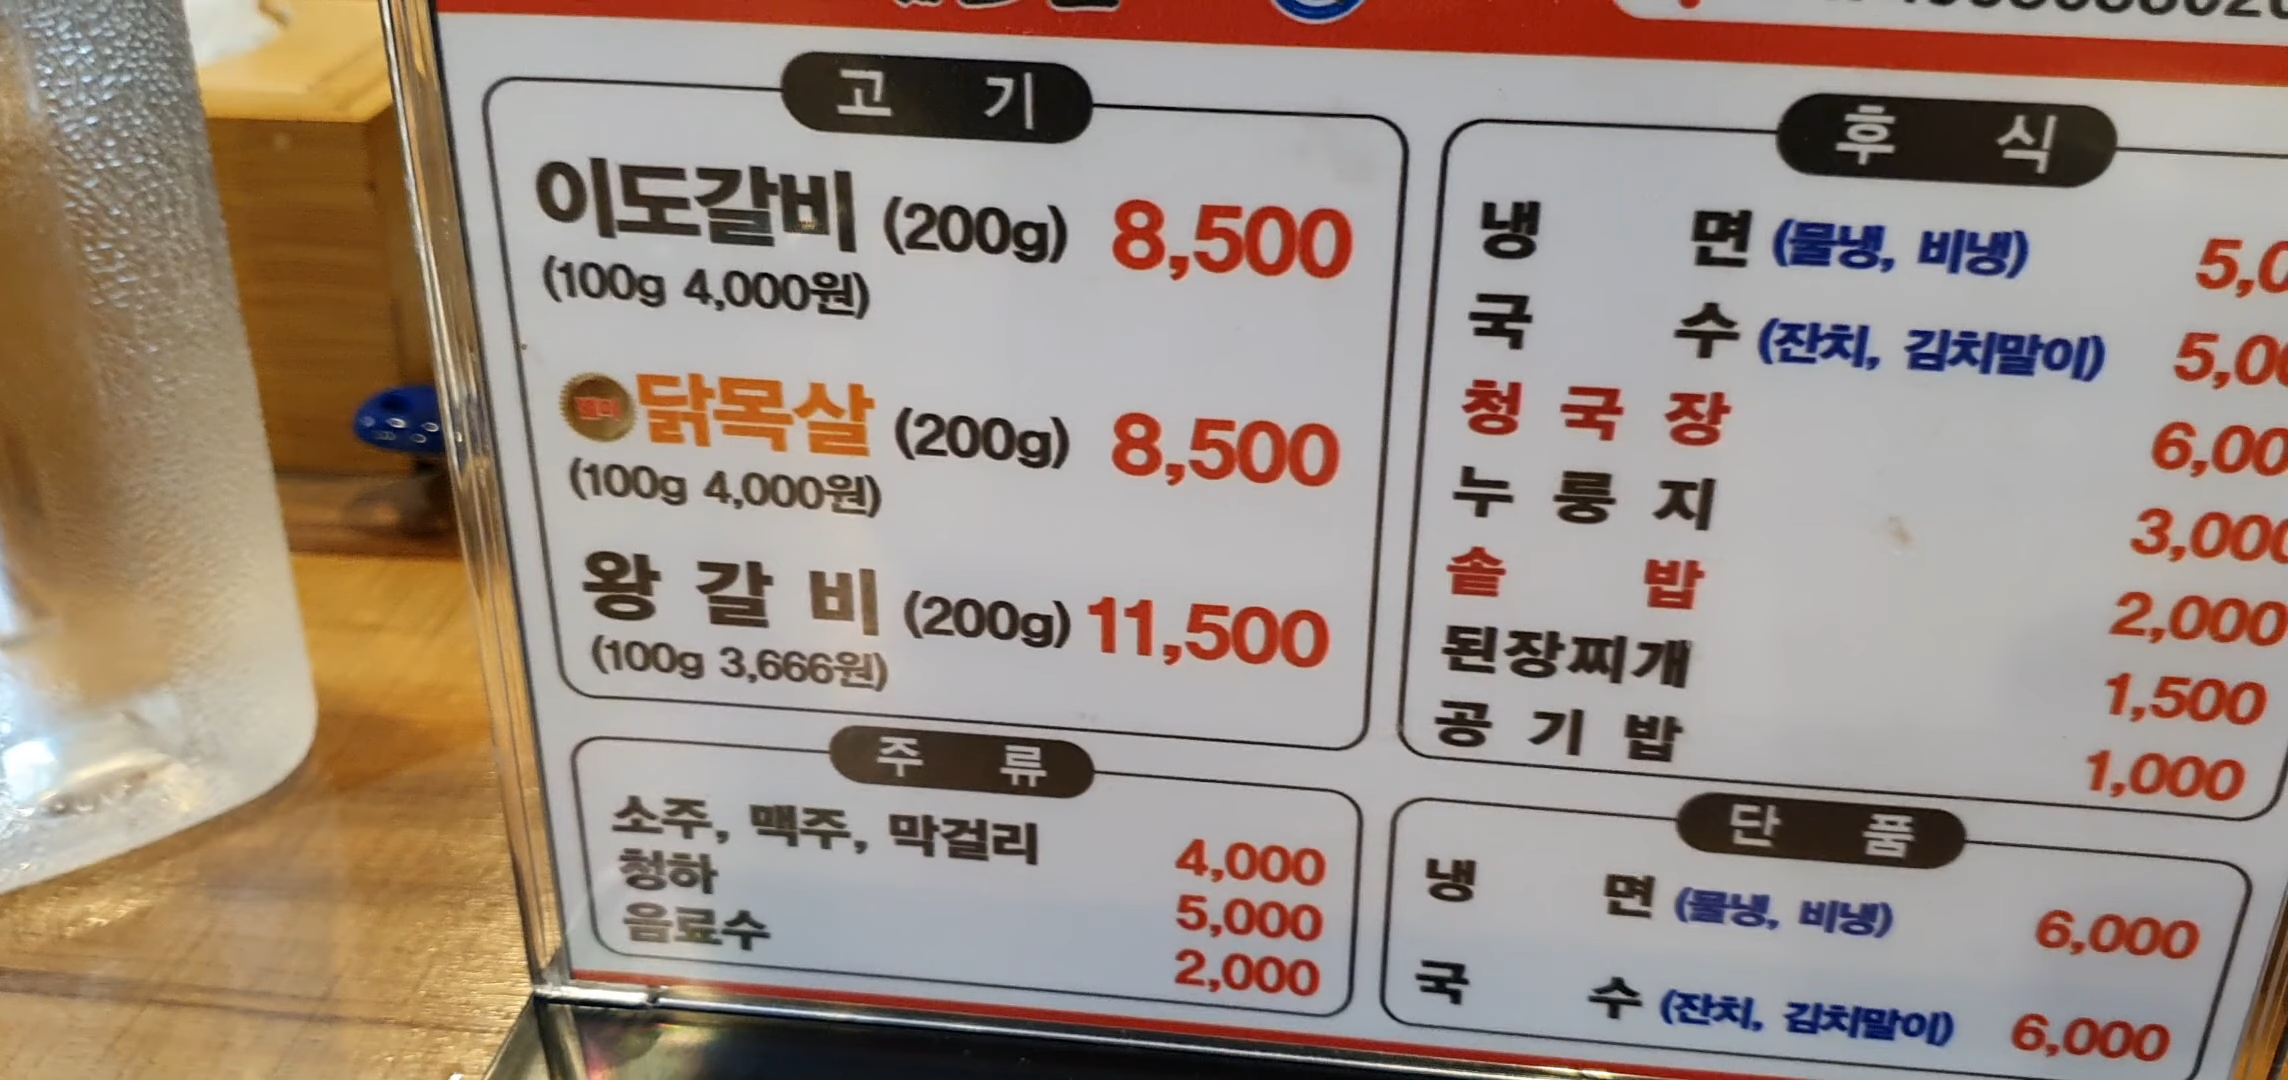 고 기
이도갈비 (200g) 8,500
(100g 4,000원)
닭목살 (200g) 8,500
(100g 4,000원)
왕 갈 비 (200g) 11,500
(100g 3,666원)
주 류
소주, 맥주, 막걸리 4,000
청하 5,000
음료수 2,000
후 식
냉 면 (물냉, 비냉) 5,0
국 수 (잔치, 김치말이) 5,00
청 국 장 6,00
누 룽 지 3,000
솥 밥 2,000
된장찌개 1,500
공 기 밥 1,000
단 품
냉 면 (물냉, 비냉) 6,000
국 수 (잔치, 김치말이) 6,000